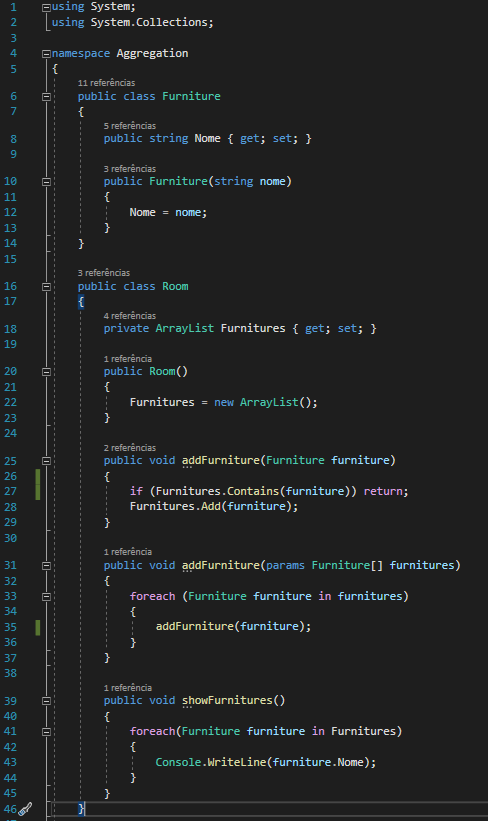 1 using System;
2 using System.Collections;
3
4 namespace Aggregation
5 {
11 referências
6 public class Furniture
7 {
5 referências
8 public string Nome { get; set; }
9
3 referências
10 public Furniture(string nome)
11 {
12 Nome = nome;
13 }
14 }
15
3 referências
16 public class Room
17 {
4 referências
18 private ArrayList Furnitures { get; set; }
19
1 referência
20 public Room()
21 {
22 Furnitures = new ArrayList();
23 }
24
2 referências
25 public void addFurniture(Furniture furniture)
26 {
27 if (Furnitures.Contains(furniture)) return;
28 Furnitures.Add(furniture);
29 }
30
1 referência
31 public void addFurniture(params Furniture[] furnitures)
32 {
33 foreach (Furniture furniture in furnitures)
34 {
35 addFurniture(furniture);
36 }
37 }
38
1 referência
39 public void showFurnitures()
40 {
41 foreach(Furniture furniture in Furnitures)
42 {
43 Console.WriteLine(furniture.Nome);
44 }
45 }
46 }